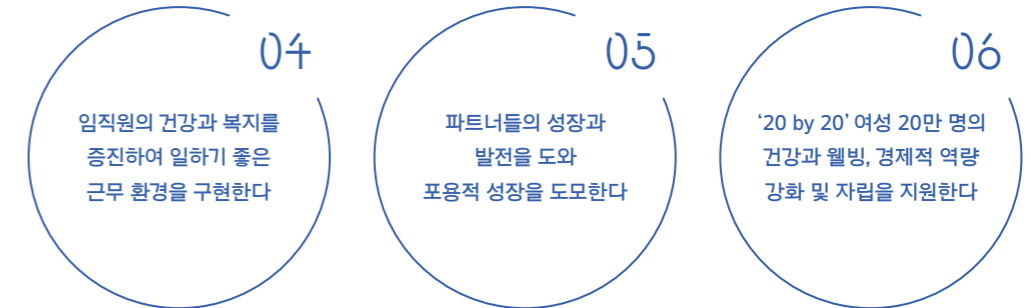 04
임직원의 건강과 복지를
증진하여 일하기 좋은
근무 환경을 구현한다
05
파트너들의 성장과
발전을 도와
포용적 성장을 도모한다
06
‘20 by 20’ 여성 20만 명의
건강과 웰빙, 경제적 역량
강화 및 자립을 지원한다